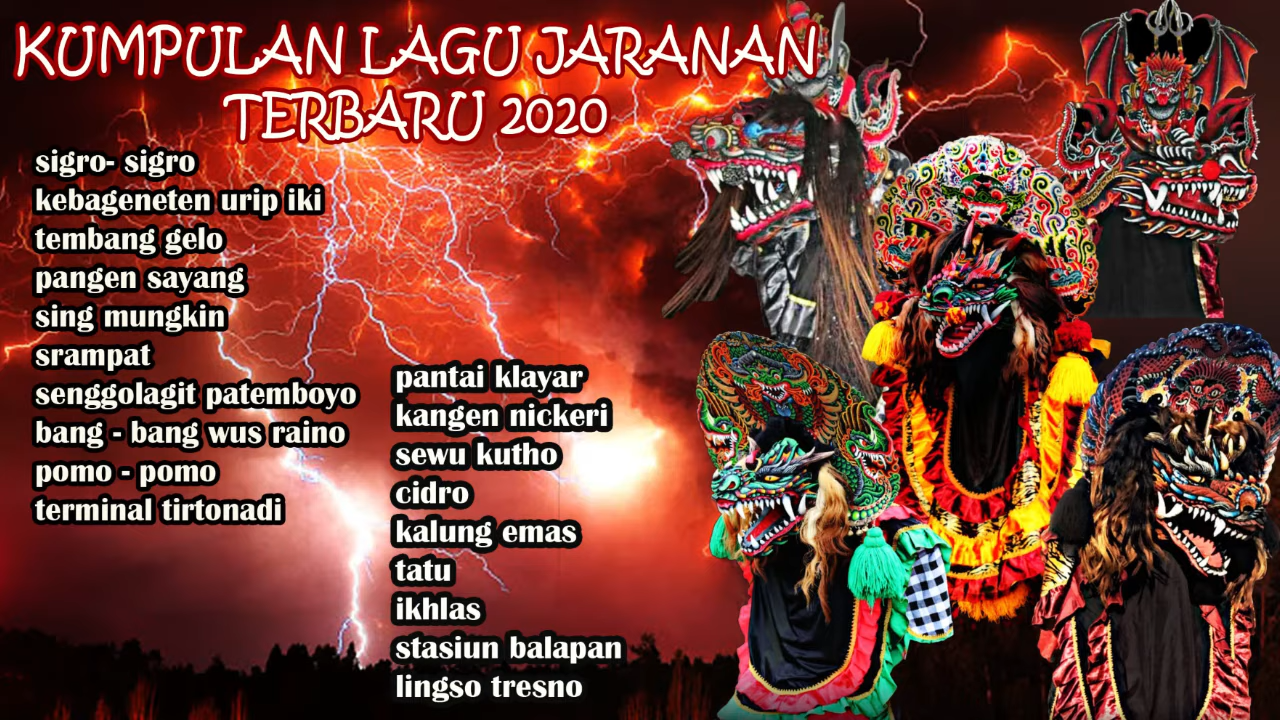 KUMPULAN LAGU JARANAN
TERBARU 2020
sigro- sigro
kebageneten urip iki
tembang gelo
pangen sayang
sing mungkin
srampat
senggolagit patemboyo
bang - bang wus raino
pomo - pomo
terminal tirtonadi
pantai klayar
kangen nickeri
sewu kutho
cidro
kalung emas
tatu
ikhlas
stasiun balapan
lingso tresno